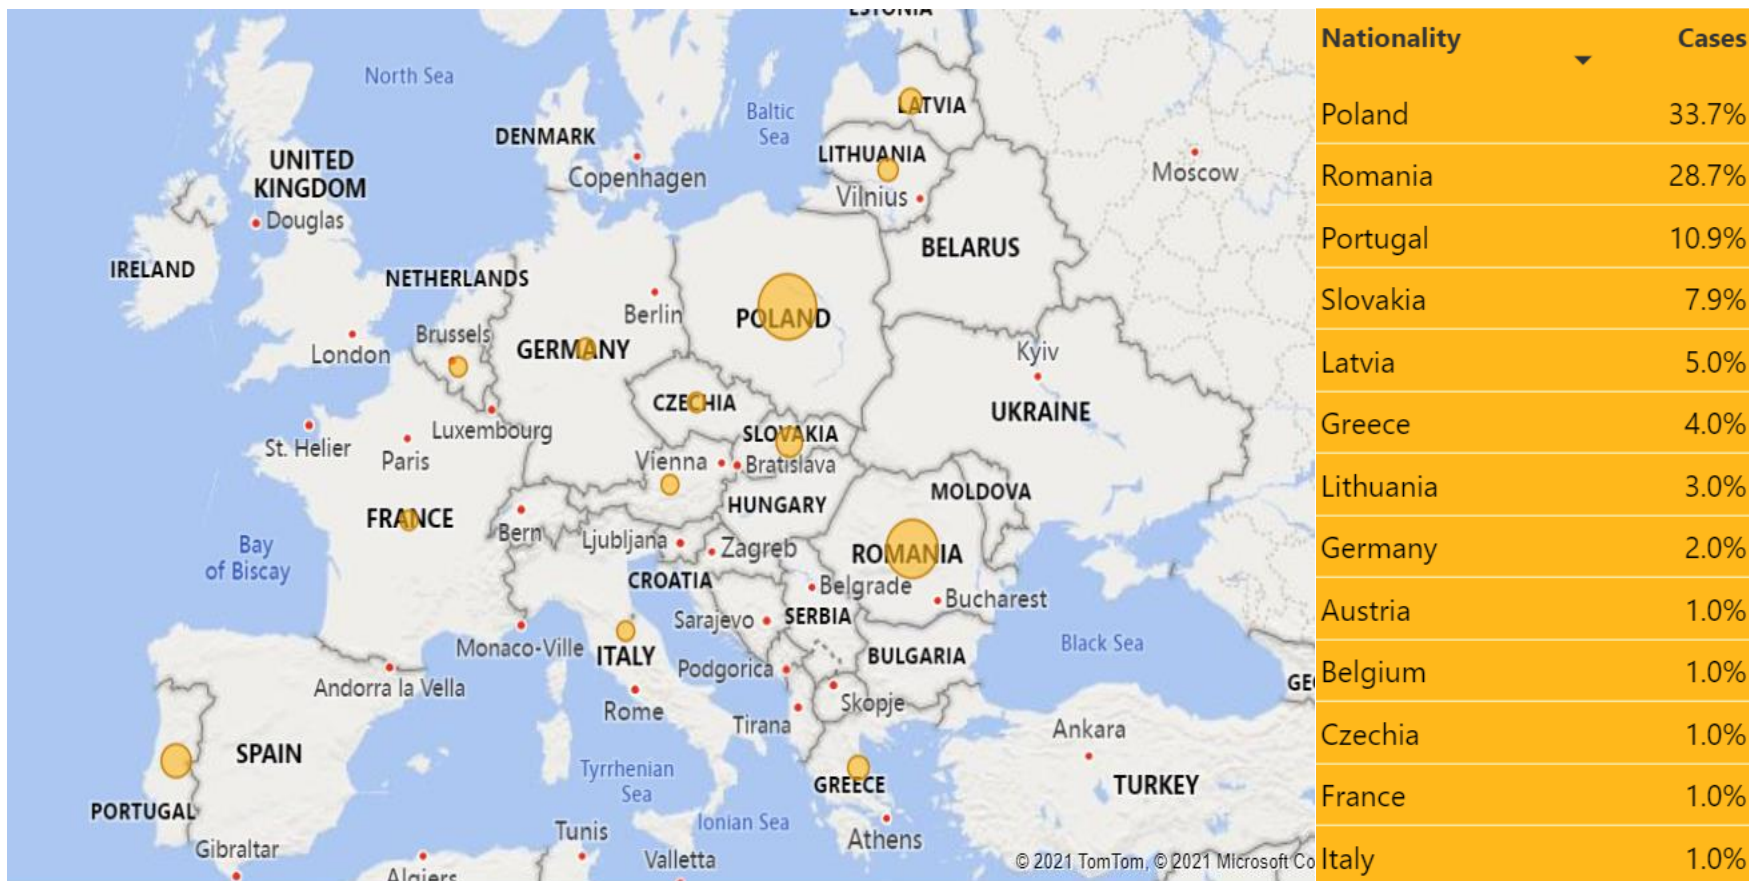 ESTONIA
North Sea
Baltic
Sea
LATVIA
DENMARK
UNITED
KINGDOM
LITHUANIA
Moscow
Copenhagen
Vilnius
Douglas
BELARUS
IRELAND
NETHERLANDS
Berlin
POLAND
Brussels
GERMANY
London
Kyiv
CZECHIA
UKRAINE
Luxembourg
SLOVAKIA
St. Helier
Paris
Vienna
Bratislava
MOLDOVA
HUNGARY
FRANCE
Bern
Ljubljana
Zagreb
ROMANIA
Bay
of Biscay
CROATIA
Belgrade
Bucharest
Sarajevo
SERBIA
Black Sea
Monaco-Ville
ITALY
Podgorica
BULGARIA
Andorra la Vella
GE
Skopje
Rome
Tirana
Ankara
SPAIN
Tyrrhenian
Sea
GREECE
TURKEY
PORTUGAL
Ionian Sea
Tunis
Athens
Gibraltar
Valletta
Algiers
© 2021 TomTom, © 2021 Microsoft Co
Nationality Cases
Poland 33.7%
Romania 28.7%
Portugal 10.9%
Slovakia 7.9%
Latvia 5.0%
Greece 4.0%
Lithuania 3.0%
Germany 2.0%
Austria 1.0%
Belgium 1.0%
Czechia 1.0%
France 1.0%
Italy 1.0%